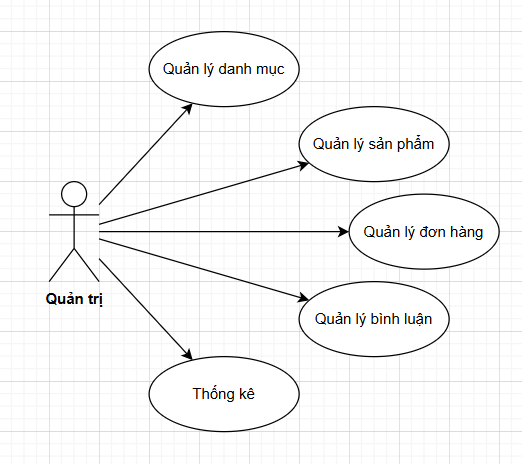 Quản lý danh mục
Quản lý sản phẩm
Quản lý đơn hàng
Quản trị
Quản lý bình luận
Thống kê